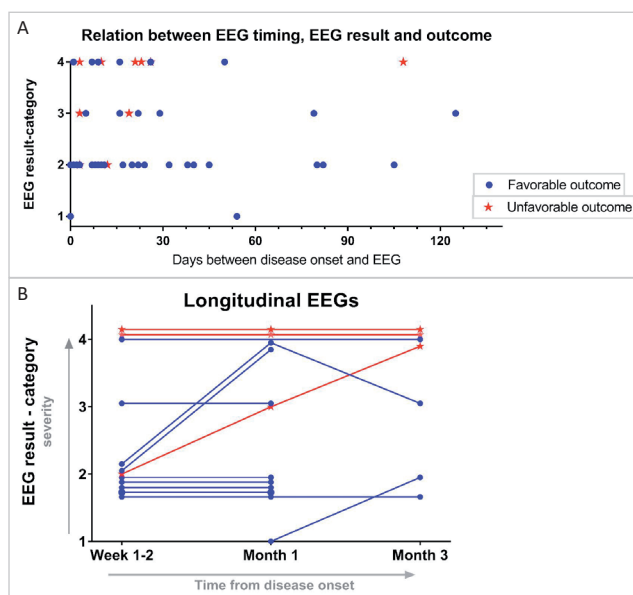 A
Relation between EEG timing, EEG result and outcome
EEG result-category
4
3
2
1
0
30
60
90
120
Days between disease onset and EEG
Favorable outcome
Unfavorable outcome
B
Longitudinal EEGs
EEG result - category
severity
4
3
2
1
Week 1-2
Month 1
Month 3
Time from disease onset